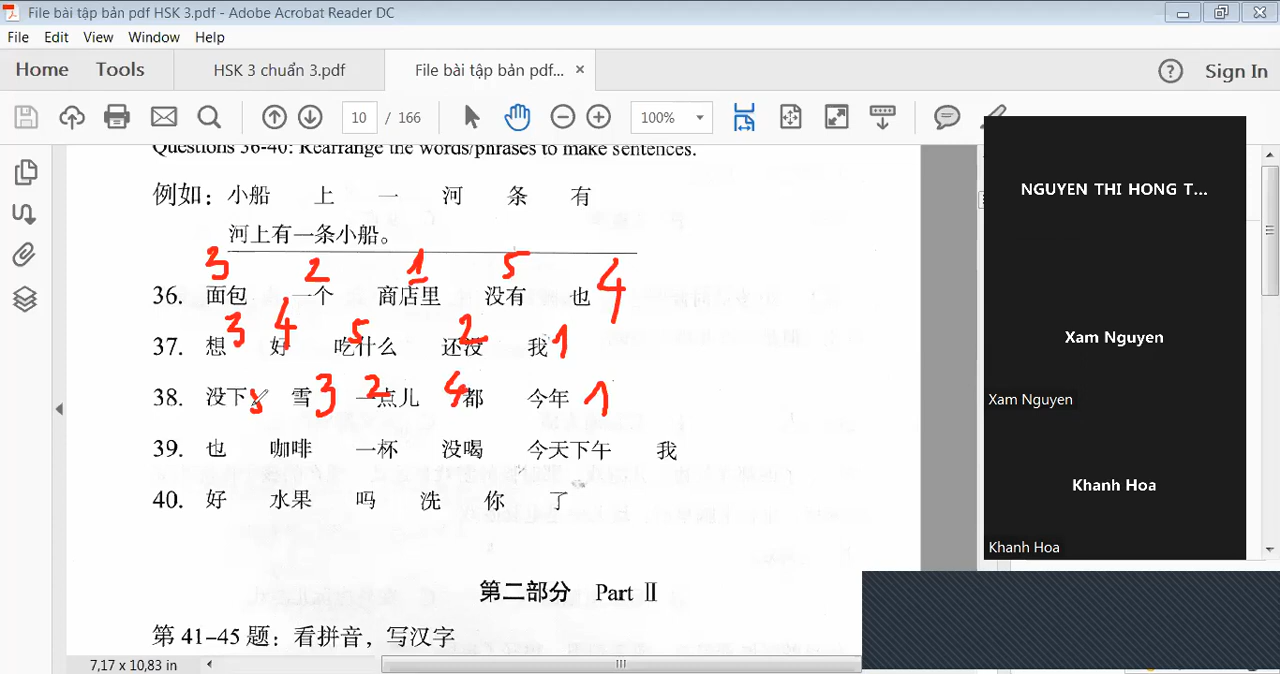 File bài tập bản pdf HSK 3.pdf - Adobe Acrobat Reader DC
File Edit View Window Help
Home Tools HSK 3 chuẩn 3.pdf File bài tập bản pdf... × Sign In
10 / 166 100%
Questions 36-40: Rearrange the words/phrases to make sentences.
例如：小船 上 一 河 条 有
河上有一条小船。
3 2 1 5 4
36. 面包 一个 商店里 没有 也
3 4 5 2 1
37. 想 好 吃什么 还没 我
5 3 2 4 1
38. 没下 雪 一点儿 都 今年
39. 也 咖啡 一杯 没喝 今天下午 我
40. 好 水果 吗 洗 你 了
第二部分 Part II
第 41-45 题：看拼音，写汉字
7,17 x 10,83 in
NGUYEN THI HONG T...
Xam Nguyen
Xam Nguyen
Khanh Hoa
Khanh Hoa